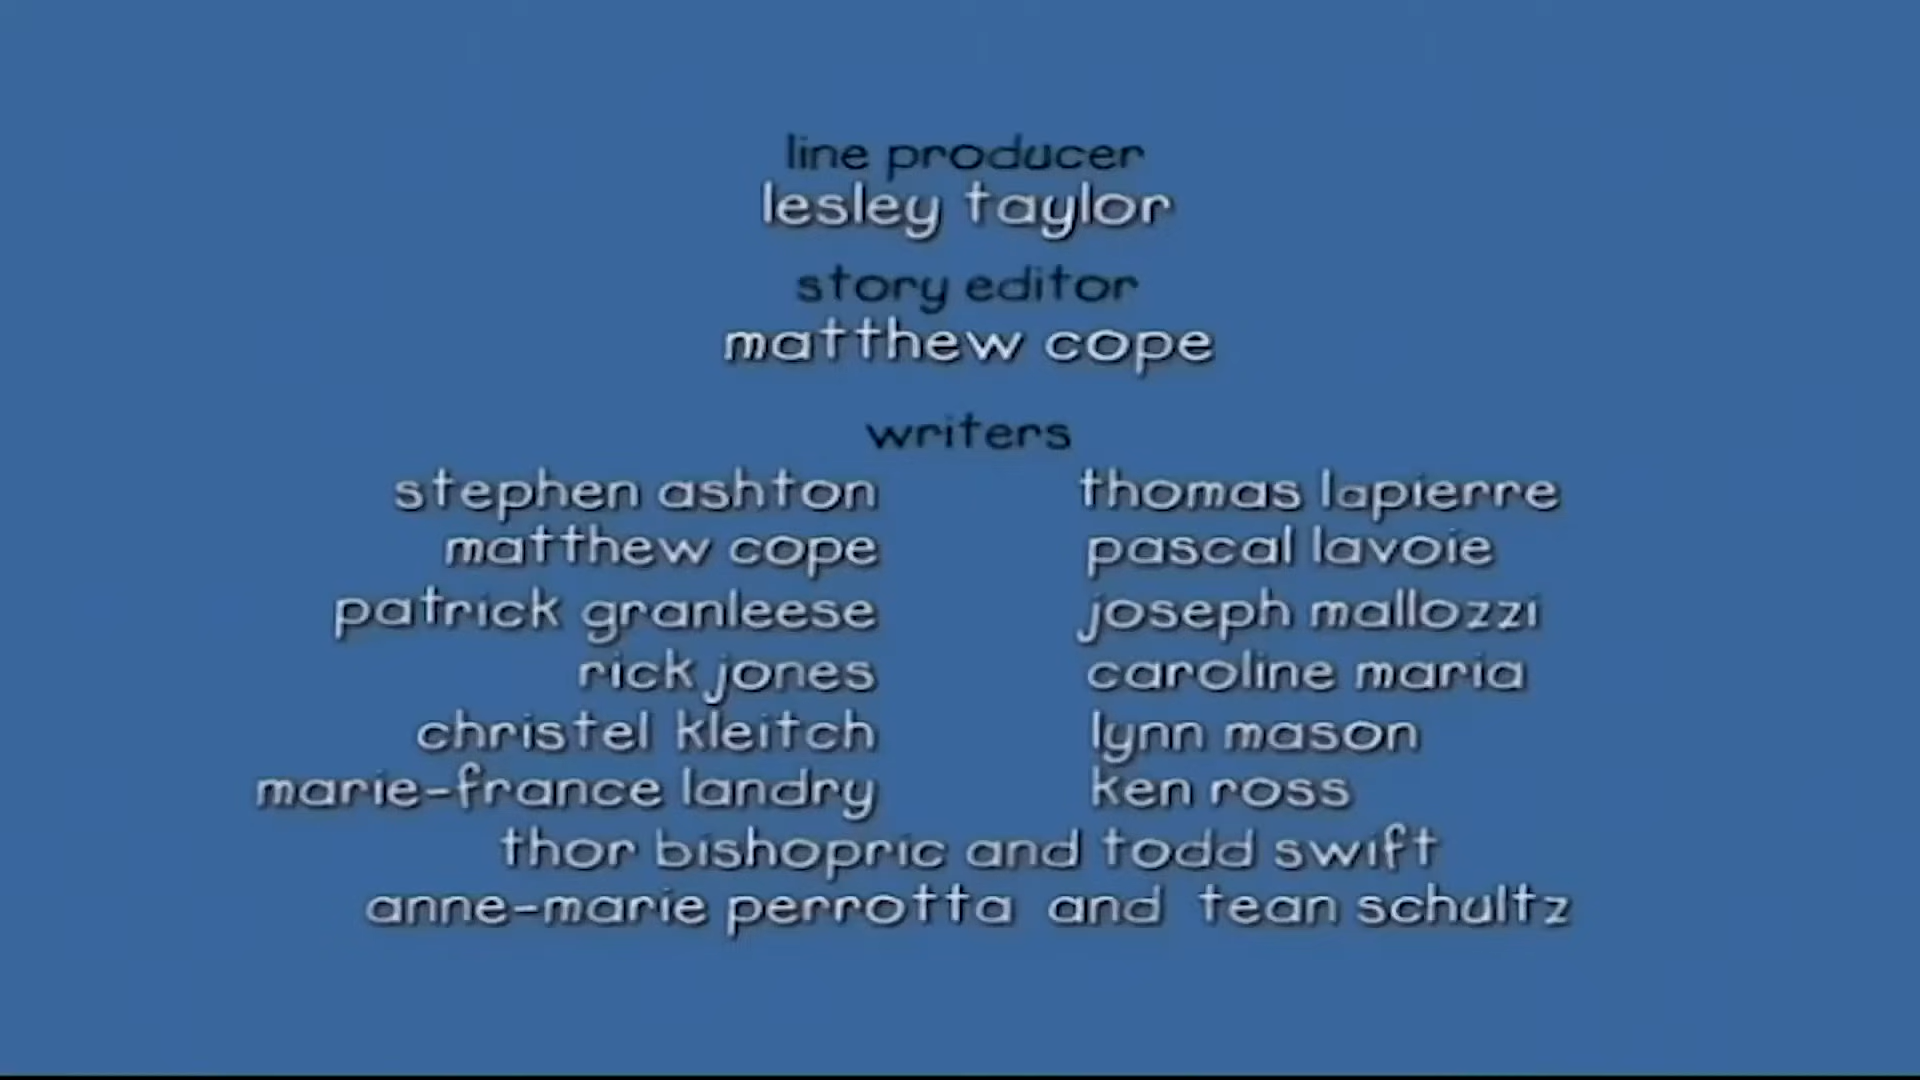 line producer
lesley taylor
story editor
matthew cope
writers
stephen ashton thomas lapierre
matthew cope pascal lavoie
patrick granleese joseph mallozzi
rick jones caroline maria
christel kleitch lynn mason
marie-france landry ken ross
thor bishopric and todd swift
anne-marie perrotta and tean schultz